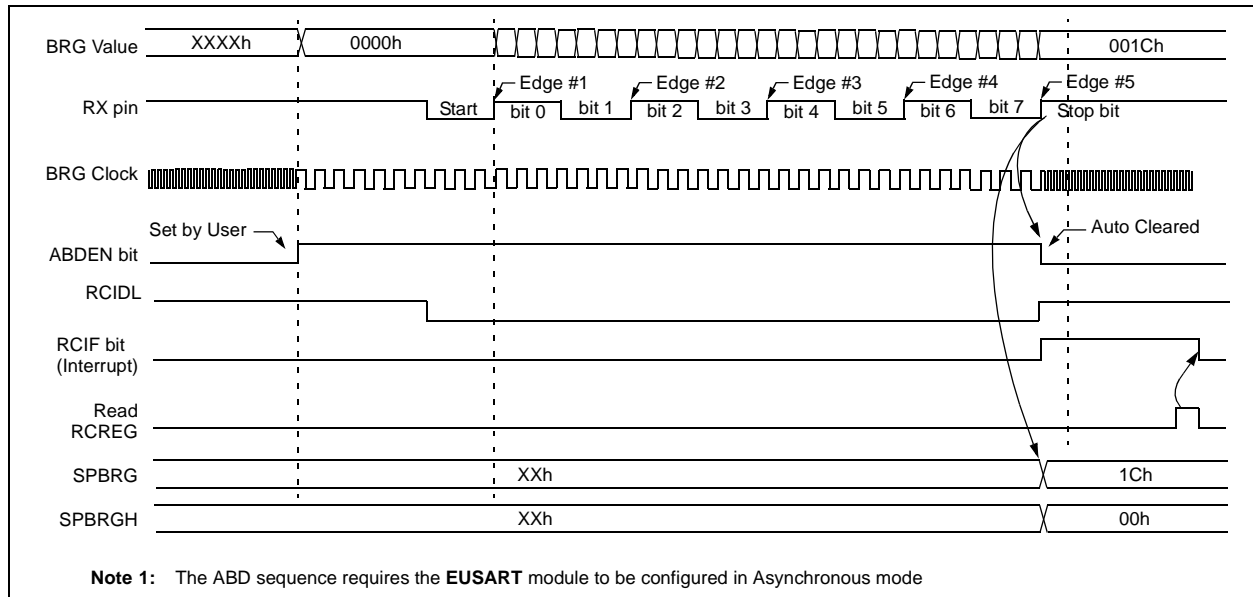 BRG Value XXXXh 0000h 001Ch
Edge #1 Edge #2 Edge #3 Edge #4 Edge #5
RX pin Start bit 0 bit 1 bit 2 bit 3 bit 4 bit 5 bit 6 bit 7 Stop bit
BRG Clock
Set by User Auto Cleared
ABDEN bit
RCIDL
RCIF bit
(Interrupt)
Read
RCREG
SPBRG XXh 1Ch
SPBRGH XXh 00h
Note 1: The ABD sequence requires the EUSART module to be configured in Asynchronous mode